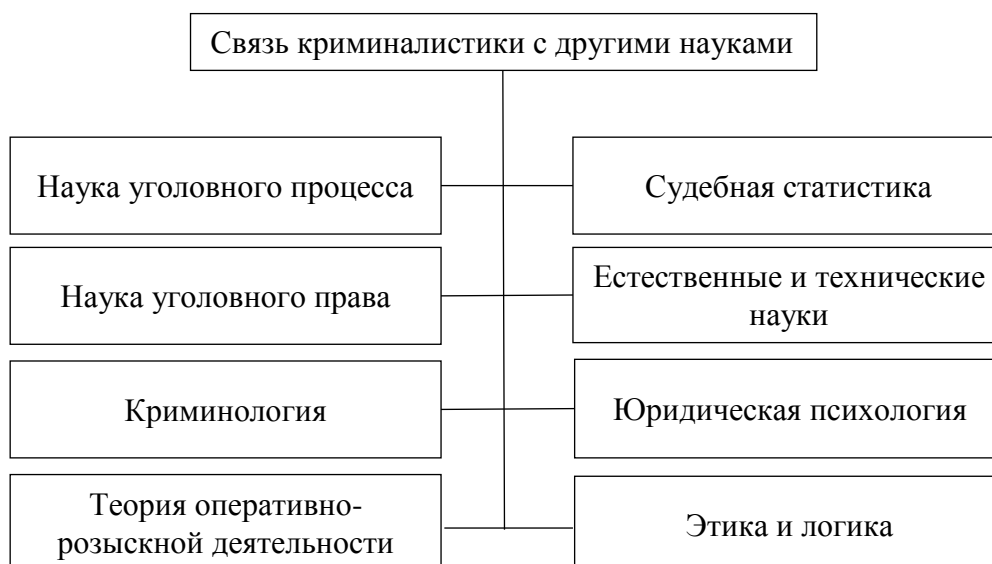 Связь криминалистики с другими науками
Наука уголовного процесса
Судебная статистика
Наука уголовного права
Естественные и технические
науки
Криминология
Юридическая психология
Теория оперативно-
розыскной деятельности
Этика и логика